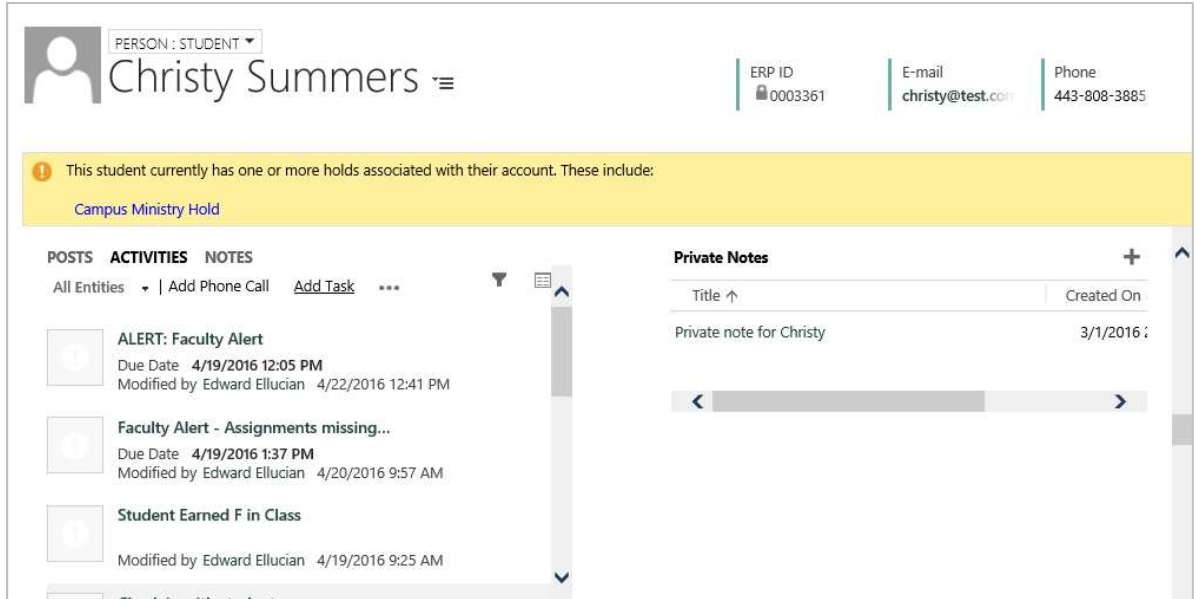 PERSON : STUDENT
Christy Summers
ERP ID
0003361
E-mail
christy@test.com
Phone
443-808-3885
This student currently has one or more holds associated with their account. These include:
Campus Ministry Hold
POSTS ACTIVITIES NOTES
All Entities | Add Phone Call Add Task ...
ALERT: Faculty Alert
Due Date 4/19/2016 12:05 PM
Modified by Edward Ellucian 4/22/2016 12:41 PM
Faculty Alert - Assignments missing...
Due Date 4/19/2016 1:37 PM
Modified by Edward Ellucian 4/20/2016 9:57 AM
Student Earned F in Class
Modified by Edward Ellucian 4/19/2016 9:25 AM
Private Notes
Title Created On
Private note for Christy 3/1/2016